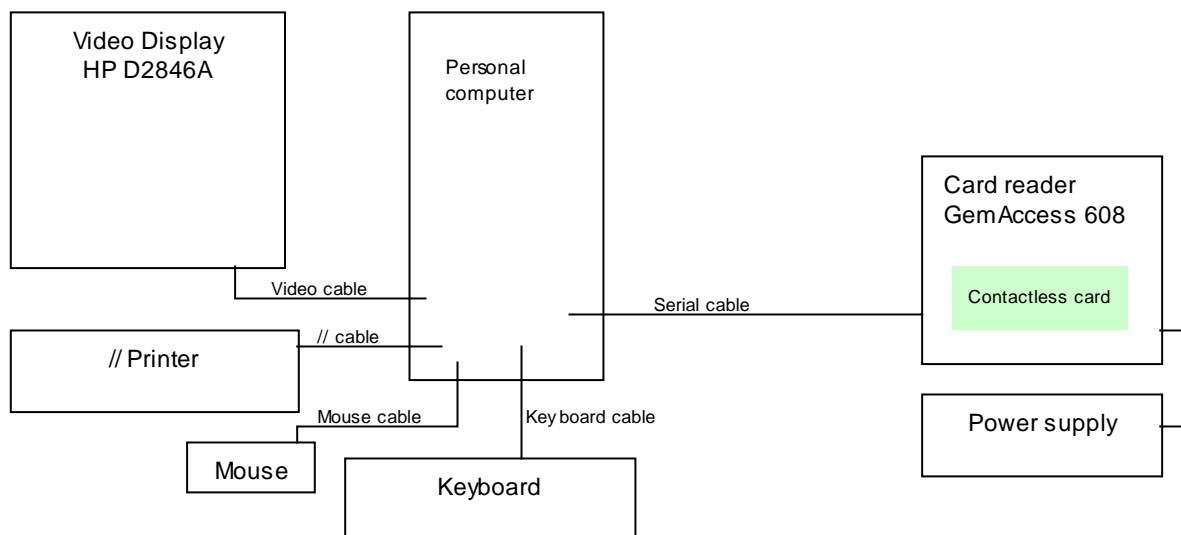 Video Display
HP D2846A
Personal
computer
Card reader
GemAccess 608
Contactless card
Video cable
Serial cable
// cable
// Printer
Mouse cable
Keyboard cable
Power supply
Mouse
Keyboard